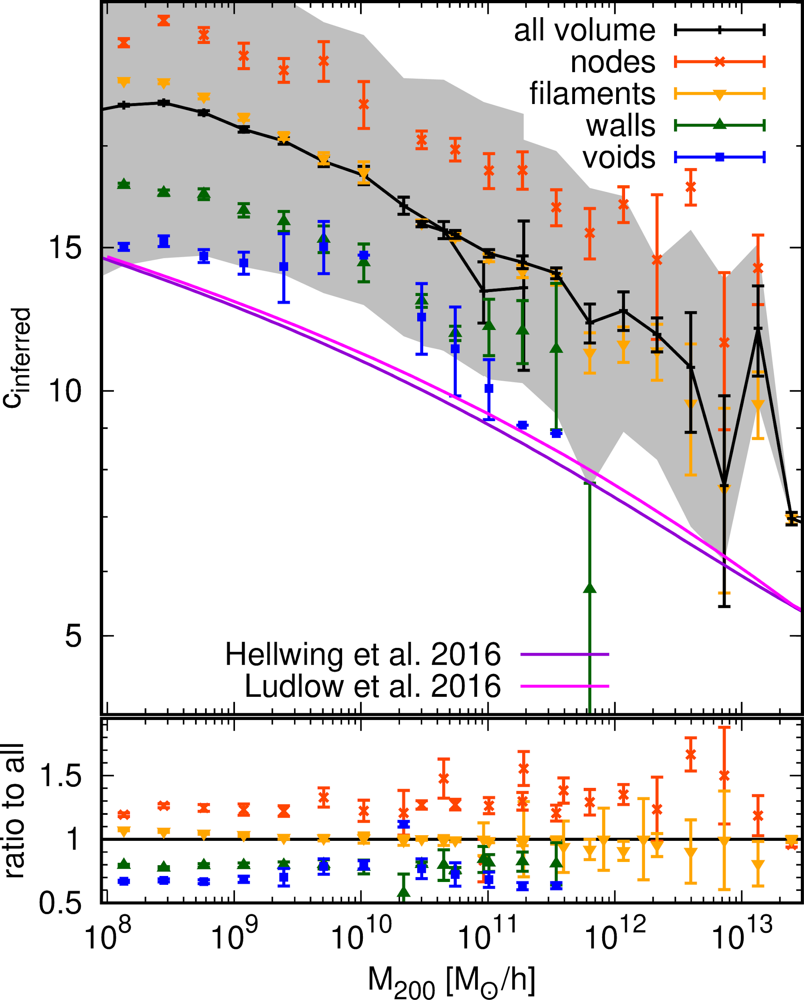 all volume
nodes
filaments
walls
voids
15
10
5
c_inferred
Hellwing et al. 2016
Ludlow et al. 2016
1.5
1
0.5
ratio to all
10^8 10^9 10^10 10^11 10^12 10^13
M_200 [M_⊙/h]